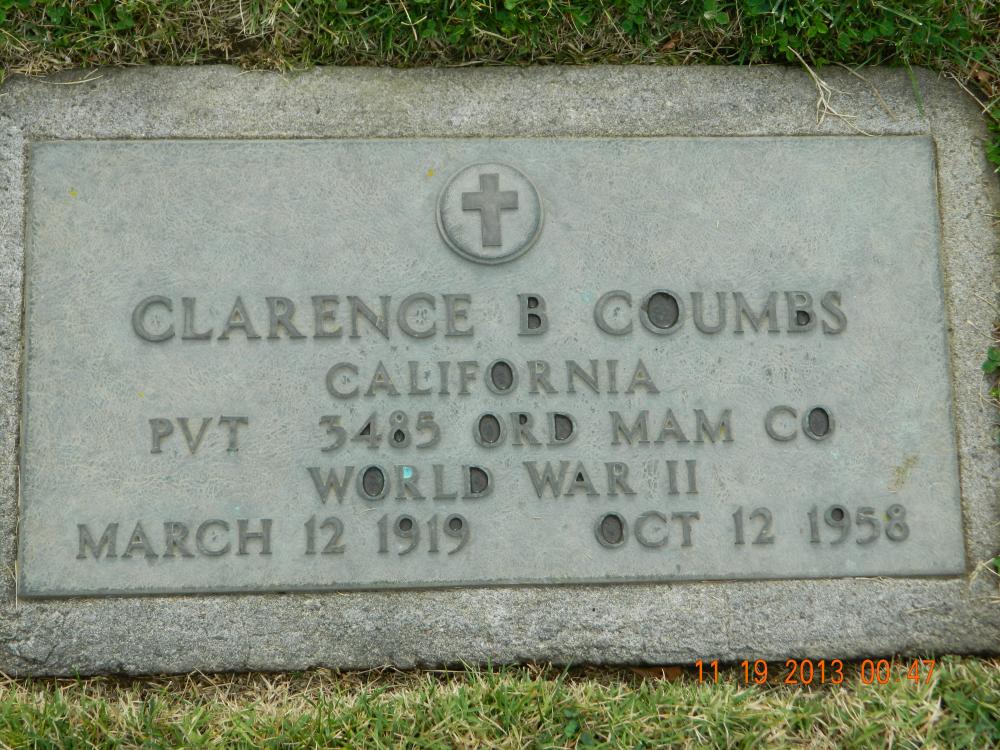 CLARENCE B COUMBS
CALIFORNIA
PVT 3485 ORD MAM CO
WORLD WAR II
MARCH 12 1919 OCT 12 1958
11 19 2013 00 47